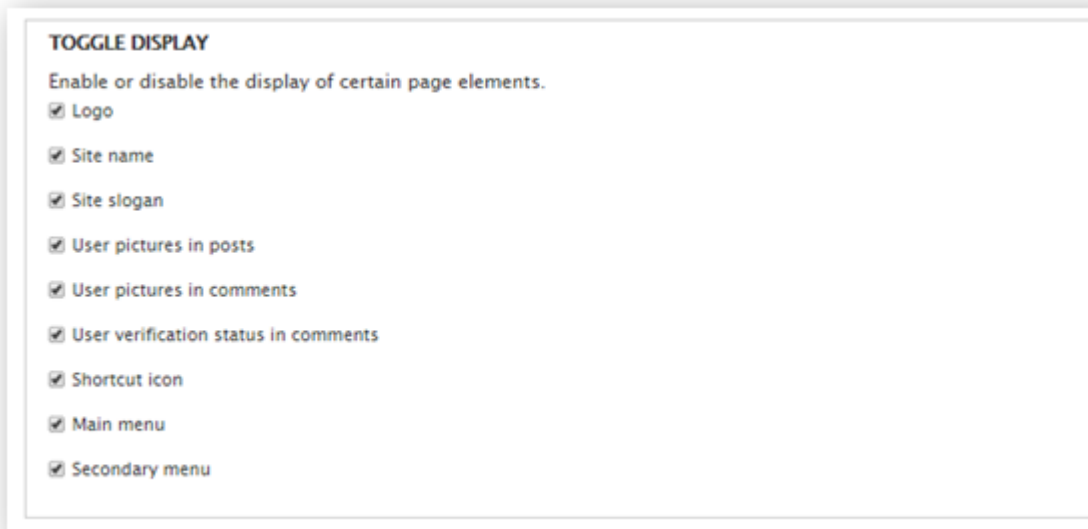 TOGGLE DISPLAY
Enable or disable the display of certain page elements.
Logo
Site name
Site slogan
User pictures in posts
User pictures in comments
User verification status in comments
Shortcut icon
Main menu
Secondary menu